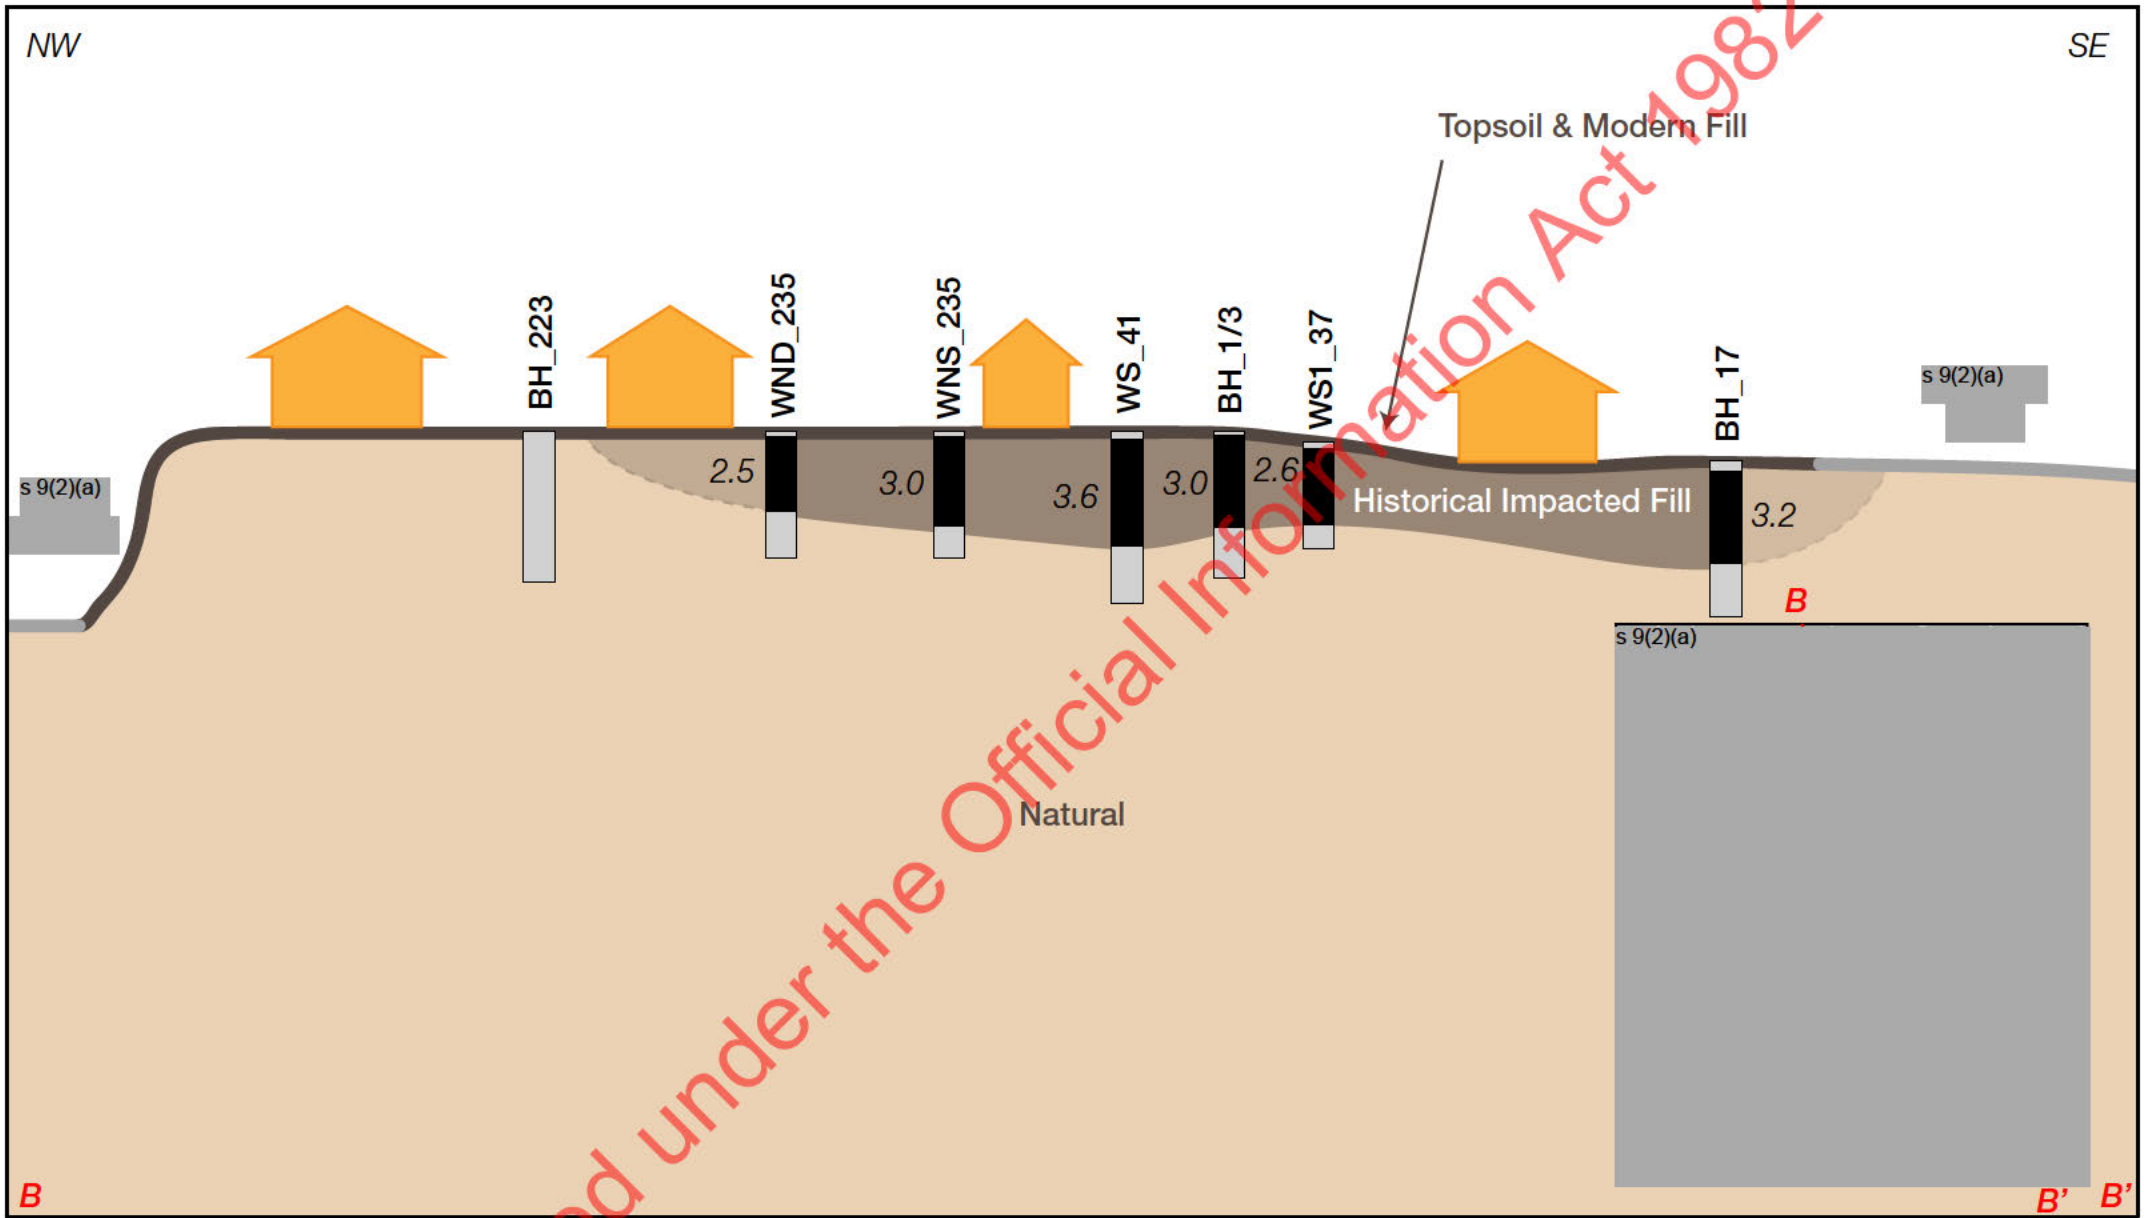 NW
SE
Topsoil & Modern Fill
BH_223
WND_235
WNS_235
WS_41
BH_1/3
WS1_37
BH_17
s 9(2)(a)
s 9(2)(a)
2.5
3.0
3.6
3.0
2.6
Historical Impacted Fill
3.2
B
s 9(2)(a)
Natural
B
B'
B'
ed under the Official Information Act 1982